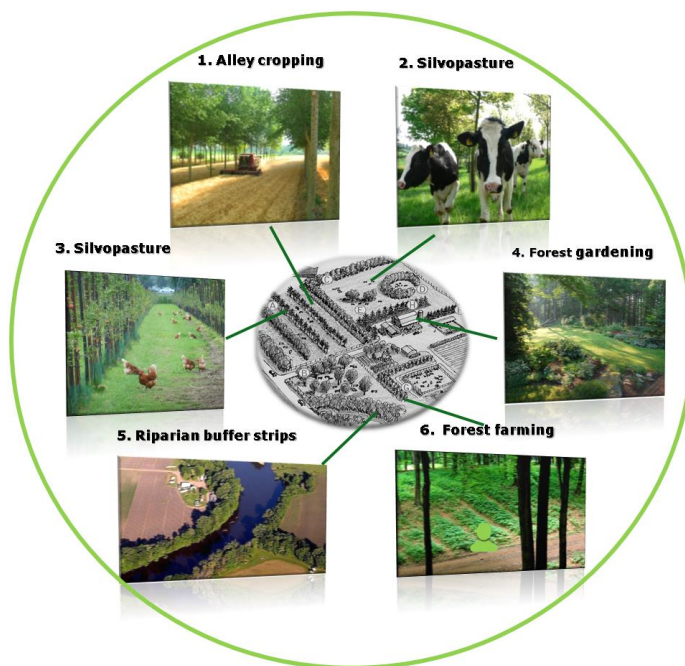 1. Alley cropping
2. Silvopasture
3. Silvopasture
4. Forest gardening
5. Riparian buffer strips
6. Forest farming
C
D
E
H
B